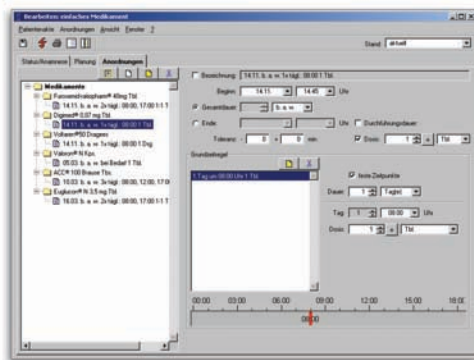 Bearbeiten: einfaches Medikament
Patientenakte Anordnungen Ansicht Fenster ?
Stand: aktuell
Status/Anamnese Planung Anordnungen
Medikamente
40mg Tbl.
14.11. b. a. w. 2x tägl.: 08:00, 17:00 1-1 T
Digimed® 0,07 mg Tbl.
14.11. b. a. w. 1x tägl.: 08:00 1 Tbl.
Voltaren® 50 Dragees
14.11. b. a. w. 1x tägl.: 08:00 1 Drg.
Valoron® N Kps.
05.03. b. a. w. bei Bedarf 1 Tbl.
ACC® 100 Brause Tbs.
10.03. b. a. w. 3x tägl.: 08:00, 12:00, 17:00
Euglucon® N 3,5 mg Tbl.
16.03. b. a. w. 2x tägl.: 08:00, 17:00 1-1 T
Bezeichnung: 14.11. b. a. w. 1x tägl.: 08:00 1 Tbl.
Beginn: 14.11. 14:45 Uhr
Gesamtdauer: b. a. w.
Ende: Uhr Durchführungsdauer
Toleranz: - 0 + 0 min. Dosis: 1 Tbl.
Grundregel
1 Tag um 08:00 Uhr 1 Tbl.
feste Zeitpunkte
Dauer: 1 Tag(e)
Tag: 1 08:00 Uhr
Dosis: 1 Tbl.
00:00 03:00 06:00 09:00 12:00 15:00 18:00
08:00